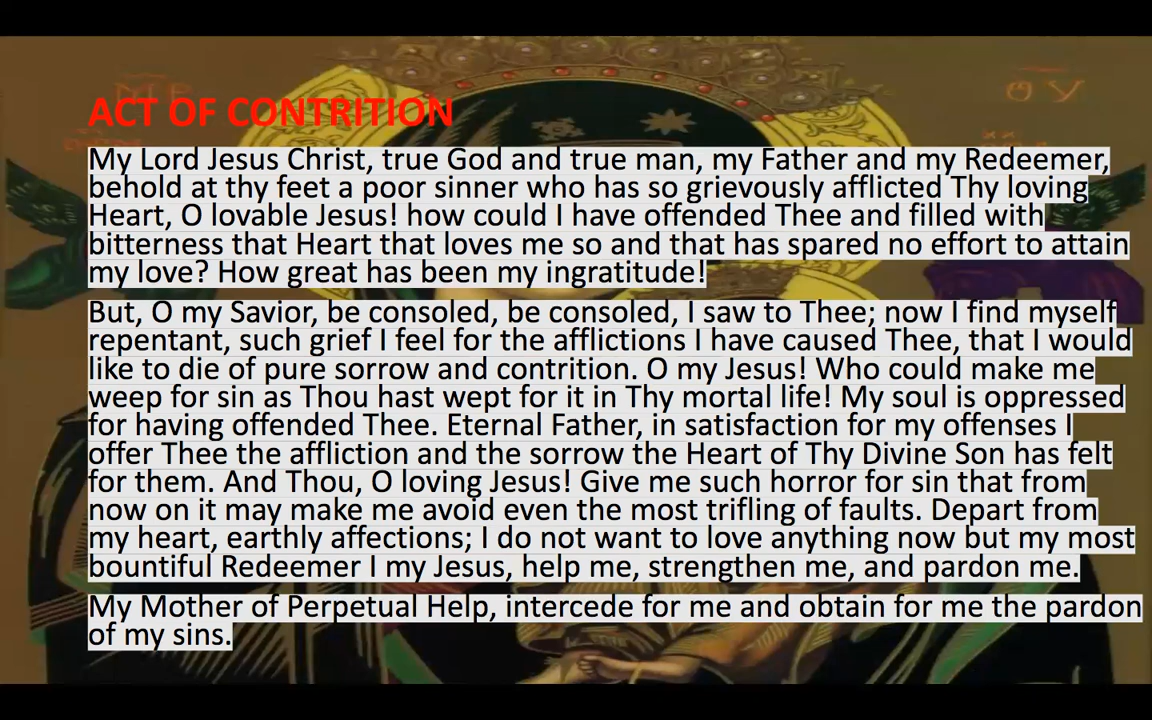 ACT OF CONTRITION
My Lord Jesus Christ, true God and true man, my Father and my Redeemer,
behold at thy feet a poor sinner who has so grievously afflicted Thy loving
Heart, O lovable Jesus! how could I have offended Thee and filled with
bitterness that Heart that loves me so and that has spared no effort to attain
my love? How great has been my ingratitude!
But, O my Savior, be consoled, be consoled, I saw to Thee; now I find myself
repentant, such grief I feel for the afflictions I have caused Thee, that I would
like to die of pure sorrow and contrition. O my Jesus! Who could make me
weep for sin as Thou hast wept for it in Thy mortal life! My soul is oppressed
for having offended Thee. Eternal Father, in satisfaction for my offenses I
offer Thee the affliction and the sorrow the Heart of Thy Divine Son has felt
for them. And Thou, O loving Jesus! Give me such horror for sin that from
now on it may make me avoid even the most trifling of faults. Depart from
my heart, earthly affections; I do not want to love anything now but my most
bountiful Redeemer I my Jesus, help me, strengthen me, and pardon me.
My Mother of Perpetual Help, intercede for me and obtain for me the pardon
of my sins.